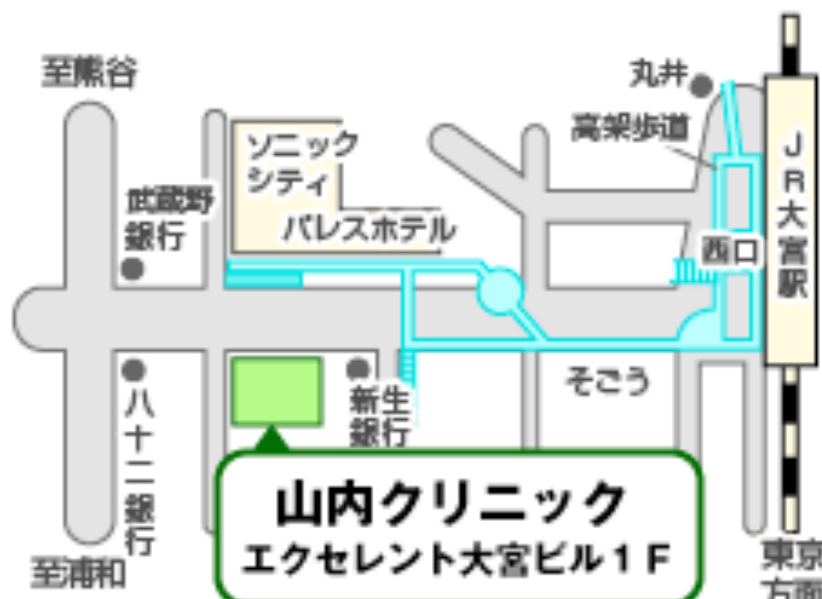 至熊谷
丸井
高架歩道
ソニック
シティ
武蔵野
銀行
パレスホテル
西口
JR大宮駅
そごう
新生
銀行
八十二銀行
山内クリニック
エクセレント大宮ビル1F
至浦和
東京
方面